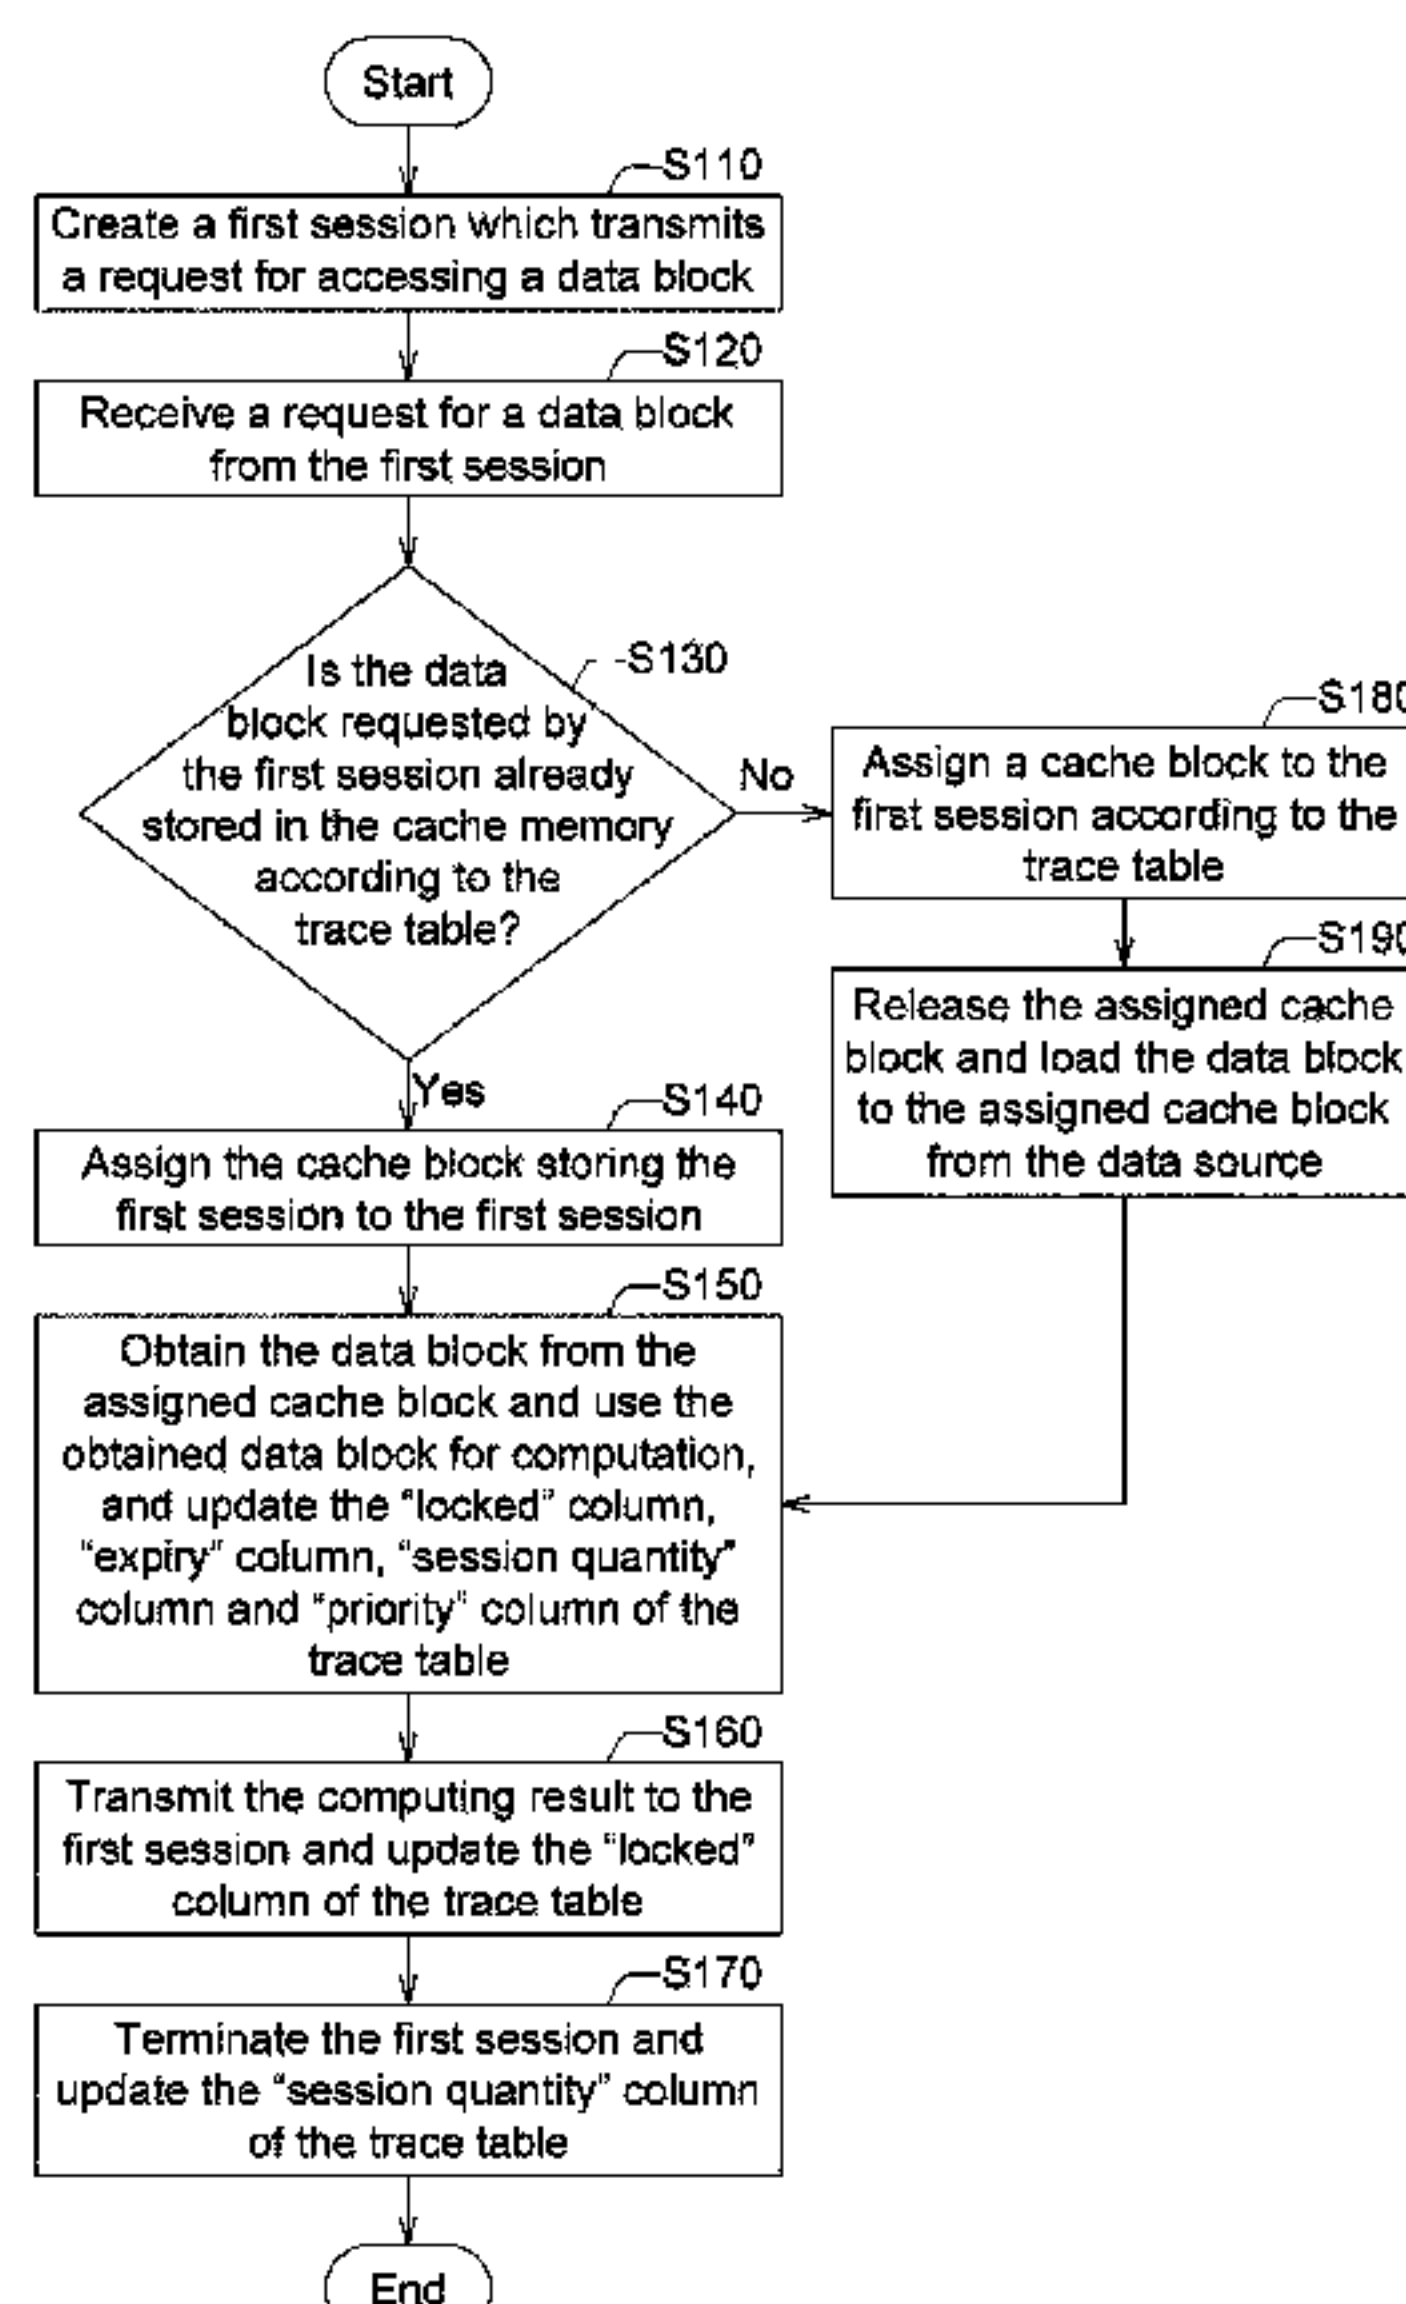 Start
S110
Create a first session which transmits
a request for accessing a data block
S120
Receive a request for a data block
from the first session
S130
Is the data
block requested by
the first session already
stored in the cache memory
according to the
trace table?
No
S180
Assign a cache block to the
first session according to the
trace table
S190
Release the assigned cache
block and load the data block
to the assigned cache block
from the data source
Yes
S140
Assign the cache block storing the
first session to the first session
S150
Obtain the data block from the
assigned cache block and use the
obtained data block for computation,
and update the “locked” column,
“expiry” column, “session quantity”
column and “priority” column of the
trace table
S160
Transmit the computing result to the
first session and update the “locked”
column of the trace table
S170
Terminate the first session and
update the “session quantity” column
of the trace table
End